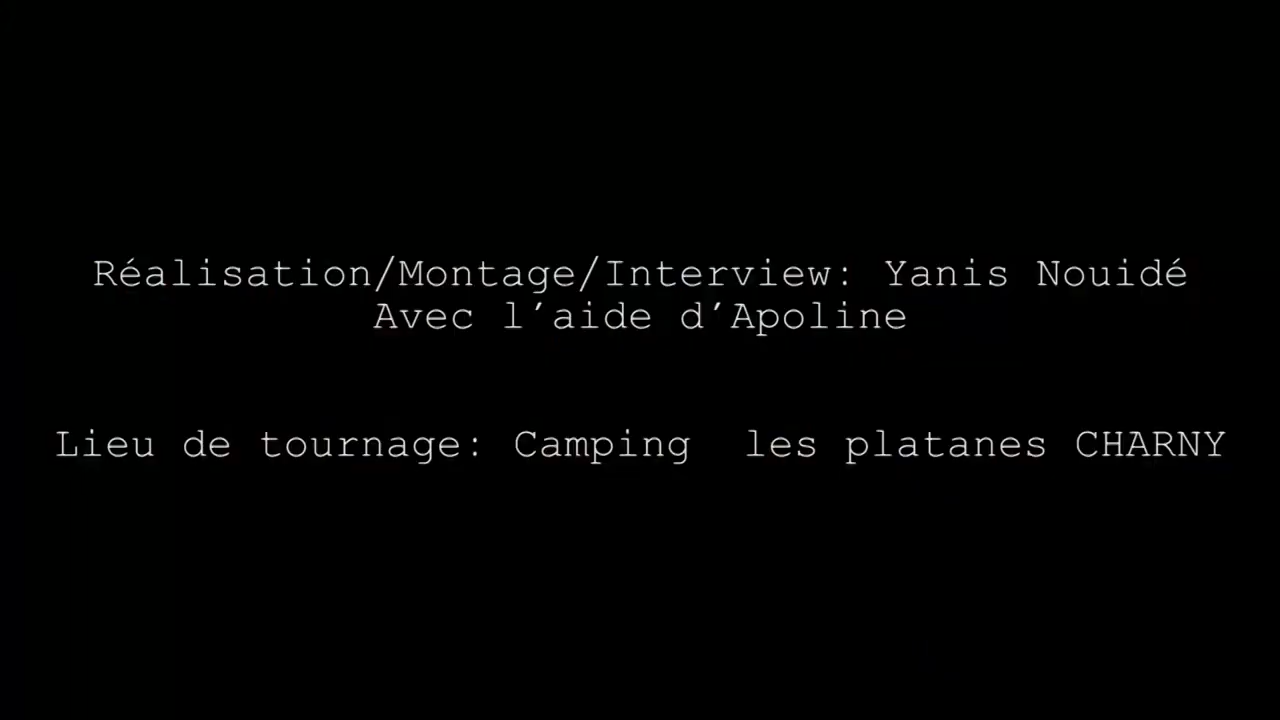 Réalisation/Montage/Interview: Yanis Nouidé
Avec l’aide d’Apoline
Lieu de tournage: Camping  les platanes CHARNY